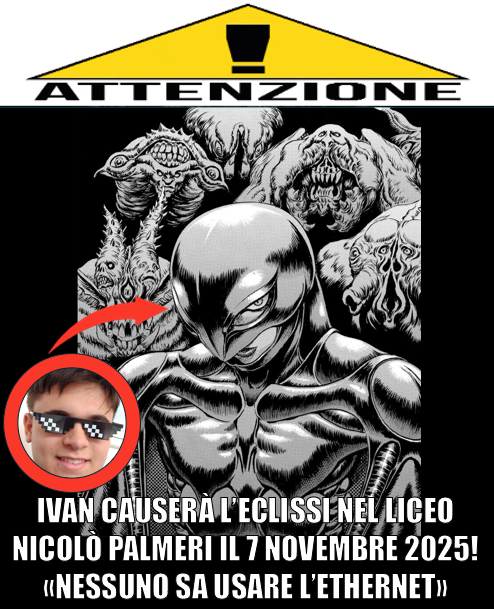 ATTENZIONE
IVAN CAUSERÀ L'ECLISSI NEL LICEO
NICOLÒ PALMERI IL 7 NOVEMBRE 2025!
«NESSUNO SA USARE L'ETHERNET»